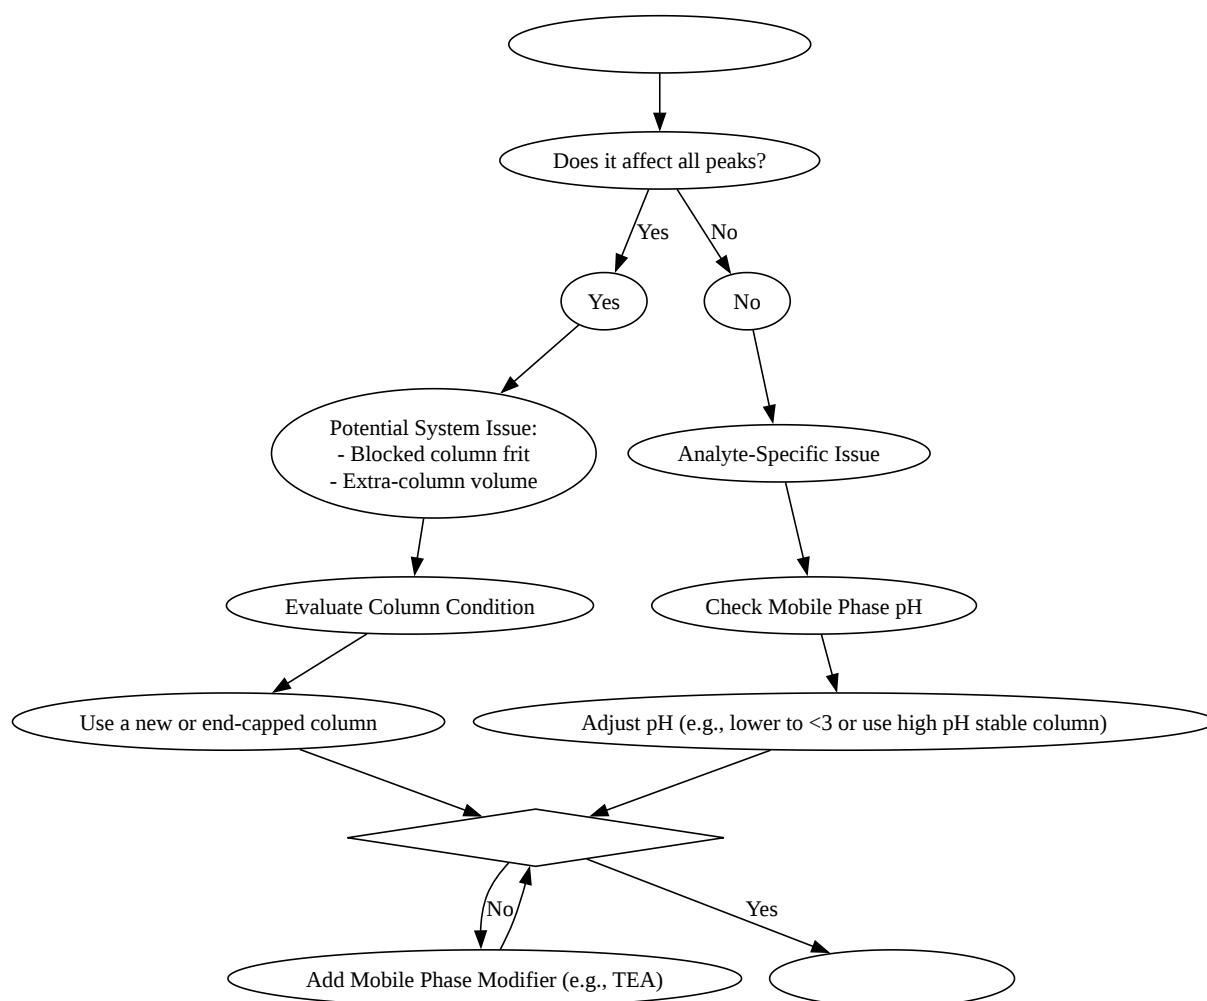 Does it affect all peaks?
Yes
No
Yes
No
Potential System Issue:
- Blocked column frit
- Extra-column volume
Analyte-Specific Issue
Evaluate Column Condition
Check Mobile Phase pH
Use a new or end-capped column
Adjust pH (e.g., lower to <3 or use high pH stable column)
No
Yes
Add Mobile Phase Modifier (e.g., TEA)